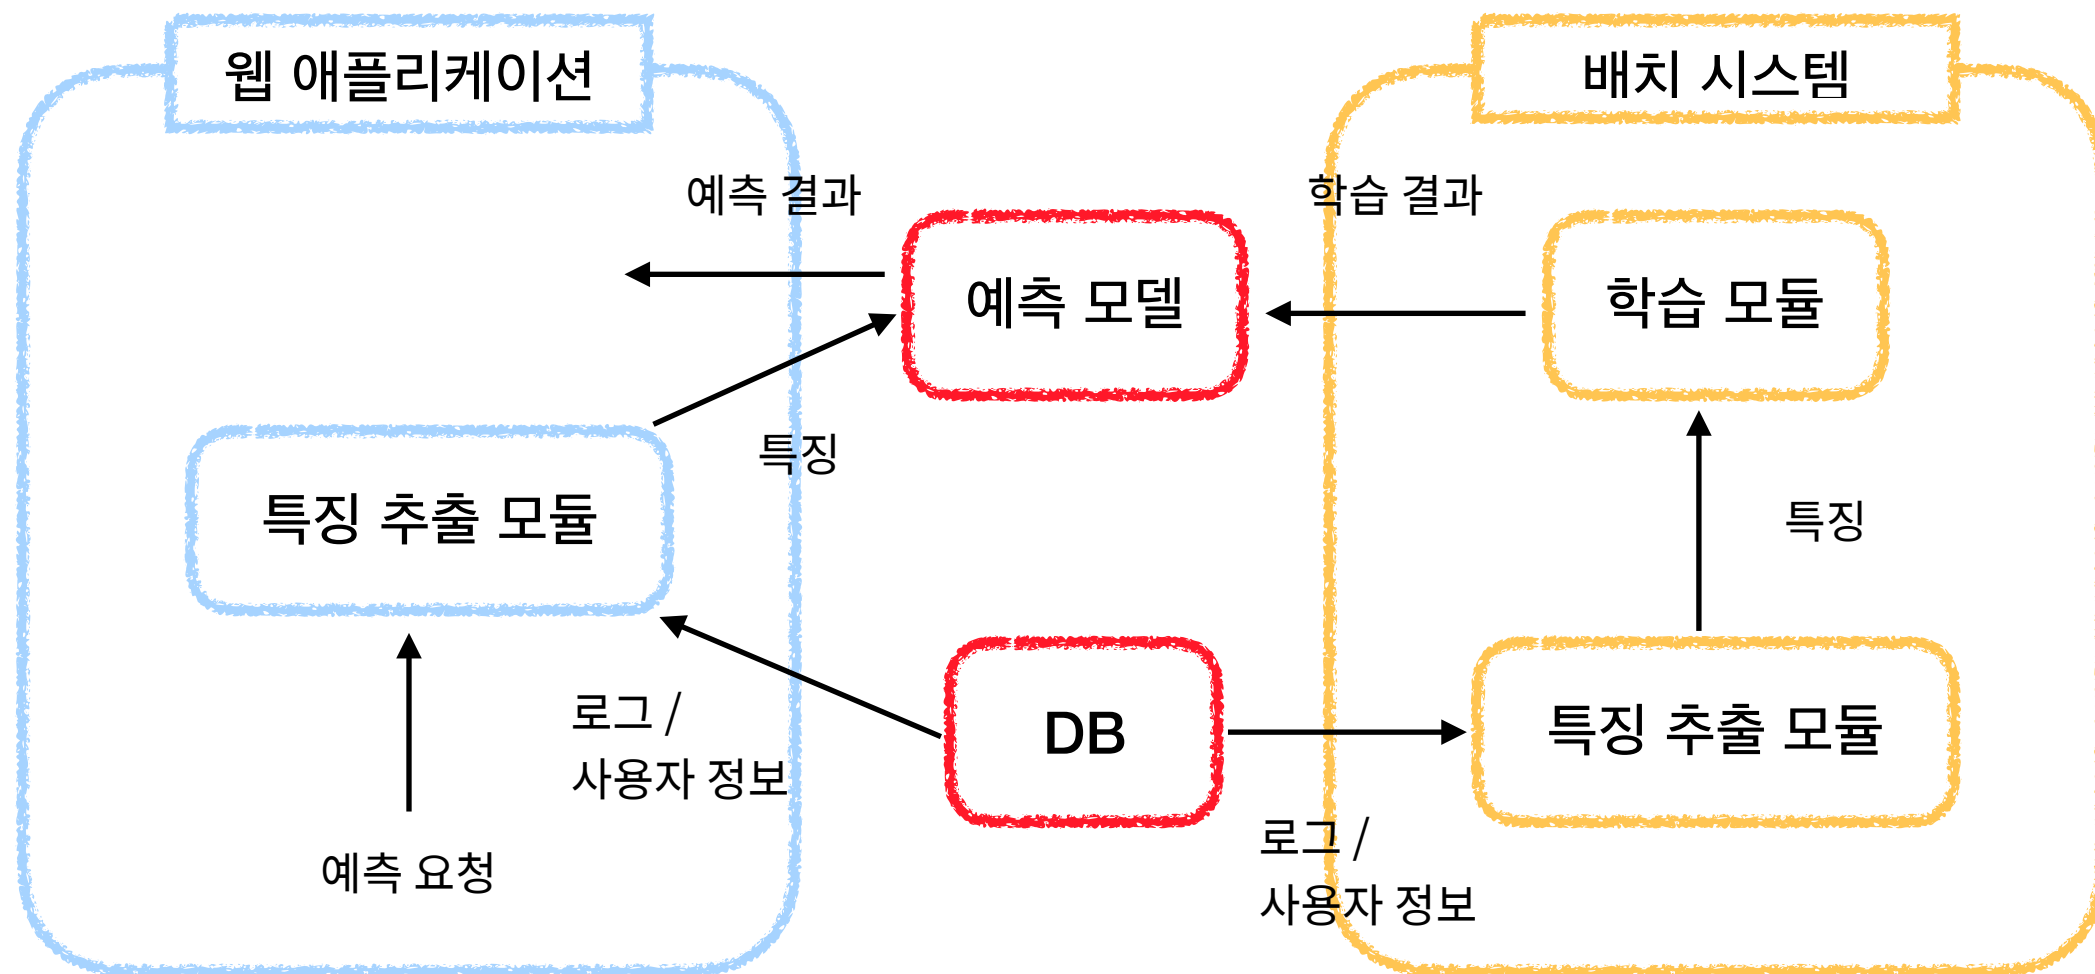 웹 애플리케이션
배치 시스템
예측 결과
학습 결과
예측 모델
학습 모듈
특징
특징 추출 모듈
특징
로그 /
사용자 정보
DB
특징 추출 모듈
예측 요청
로그 /
사용자 정보